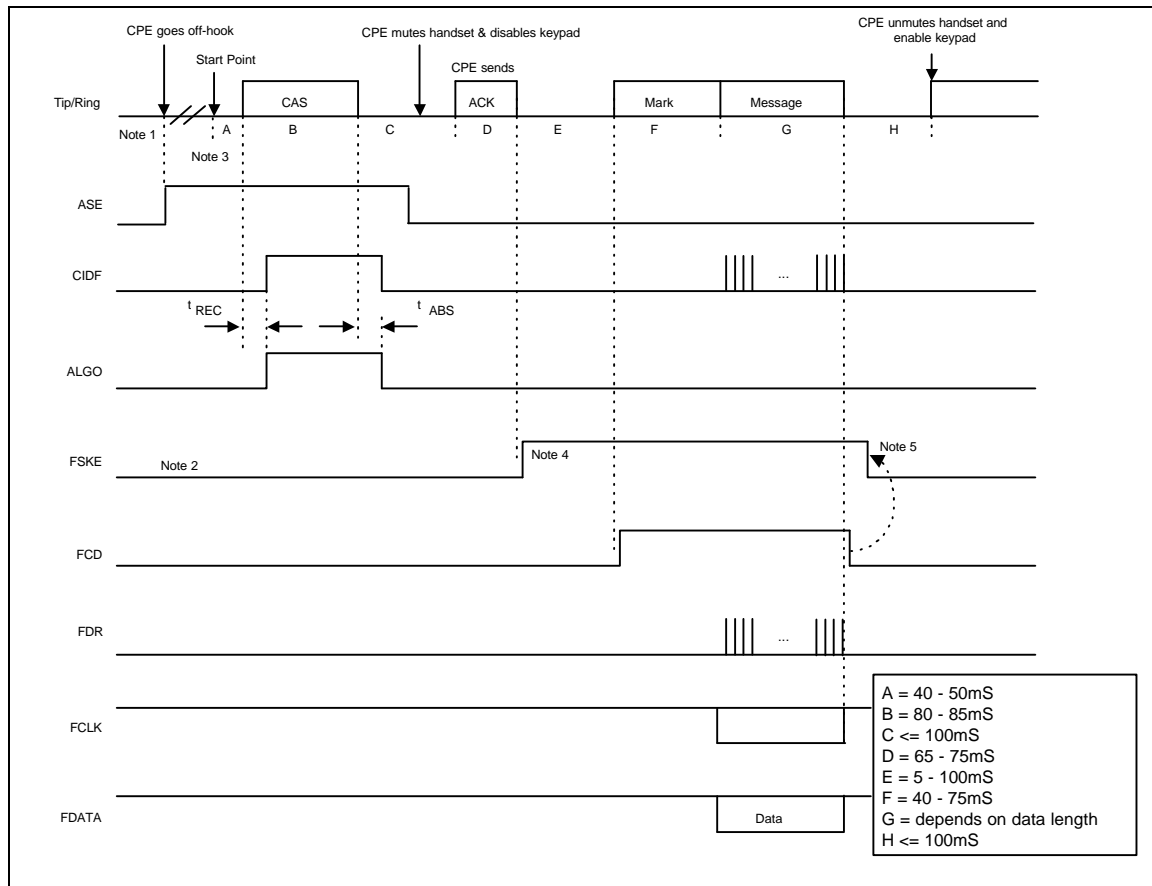 CPE goes off-hook
Start Point
CPE mutes handset & disables keypad
CPE sends
CPE unmutes handset and
enable keypad
Tip/Ring
CAS
ACK
Mark
Message
Note 1
A
B
C
D
E
F
G
H
Note 3
ASE
CIDF
...
t REC
t ABS
ALGO
FSKE
Note 2
Note 4
Note 5
FCD
FDR
...
FCLK
FDATA
Data
A = 40 - 50mS
B = 80 - 85mS
C <= 100mS
D = 65 - 75mS
E = 5 - 100mS
F = 40 - 75mS
G = depends on data length
H <= 100mS